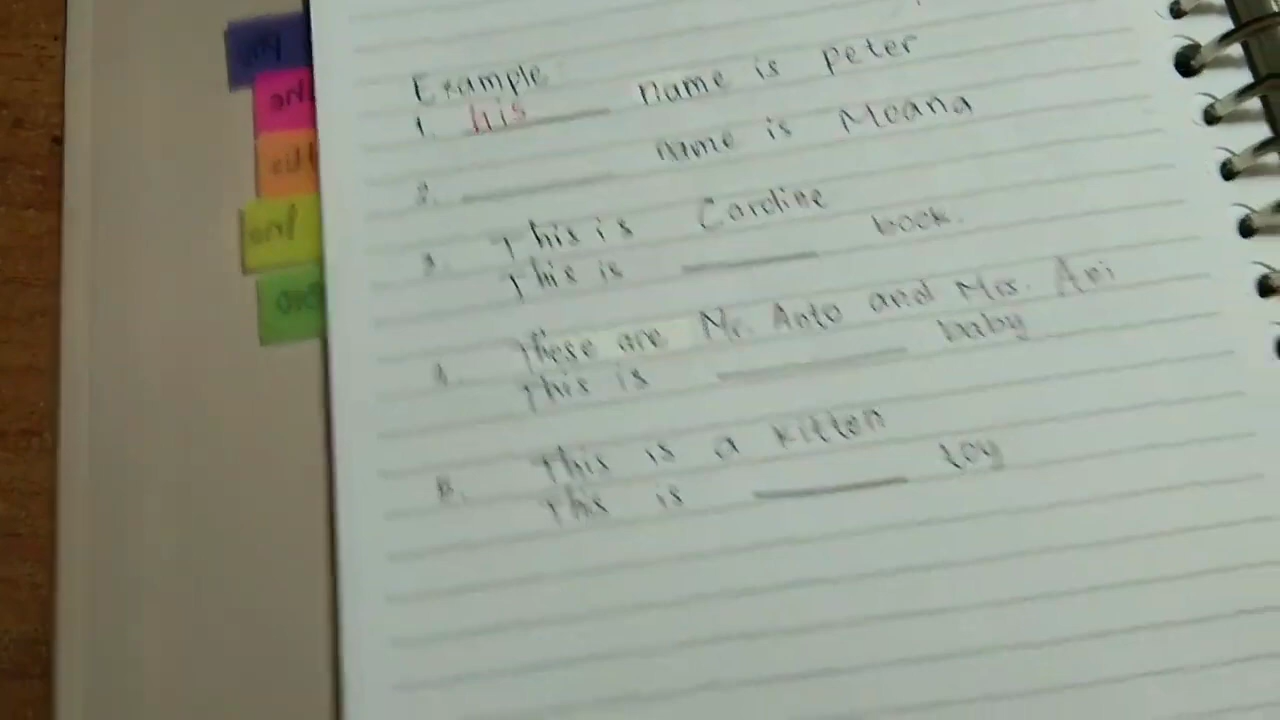 Example
1. his name is Peter
2. name is Moana
3. This is Caroline
This is book.
4. These are Mr. Anto and Mrs. Ani
This is baby
5. This is a kitten
This is toy